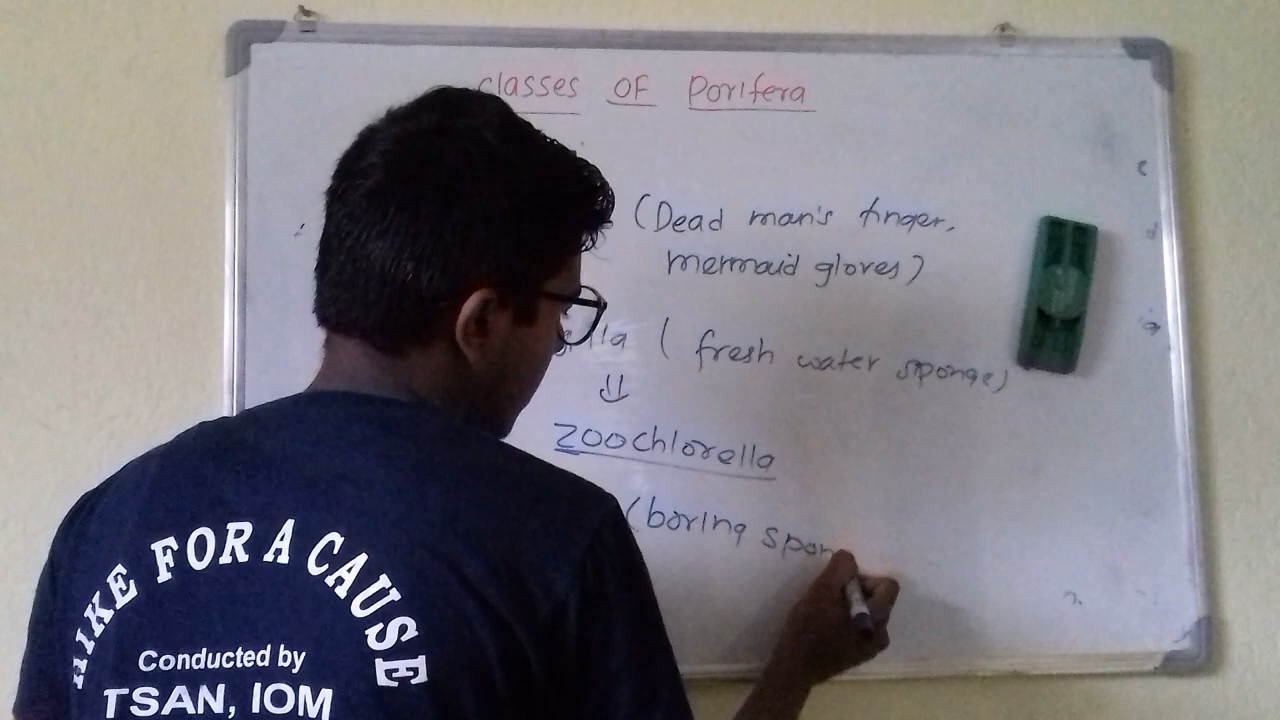 classes OF Porifera
(Dead man's finger,
mermaid gloves)
( fresh water sponge)
zoochlorella
(boring spon
HIKE FOR A CAUSE
Conducted by
TSAN, IOM